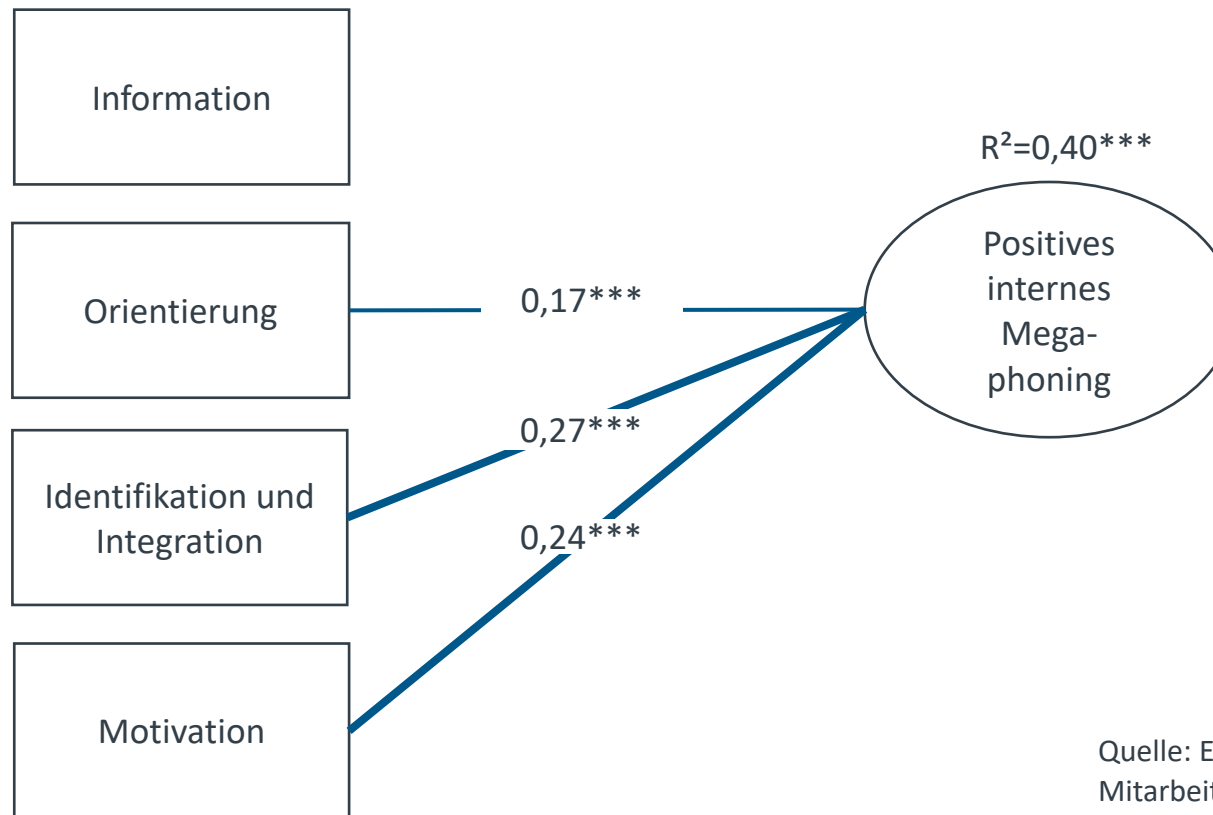 Information
R²=0,40***
Positives
internes
Mega-
phoning
Orientierung
0,17***
0,27***
Identifikation und
Integration
0,24***
Motivation
Quelle: E
Mitarbeit